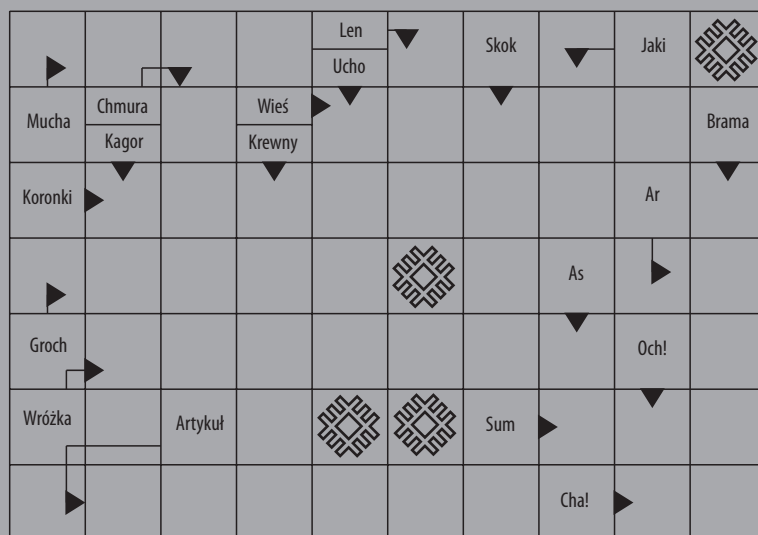 Len
Ucho
Skok
Jaki
Mucha
Chmura
Kagor
Wieś
Krewny
Brama
Koronki
Ar
As
Groch
Och!
Wróżka
Artykuł
Sum
Cha!